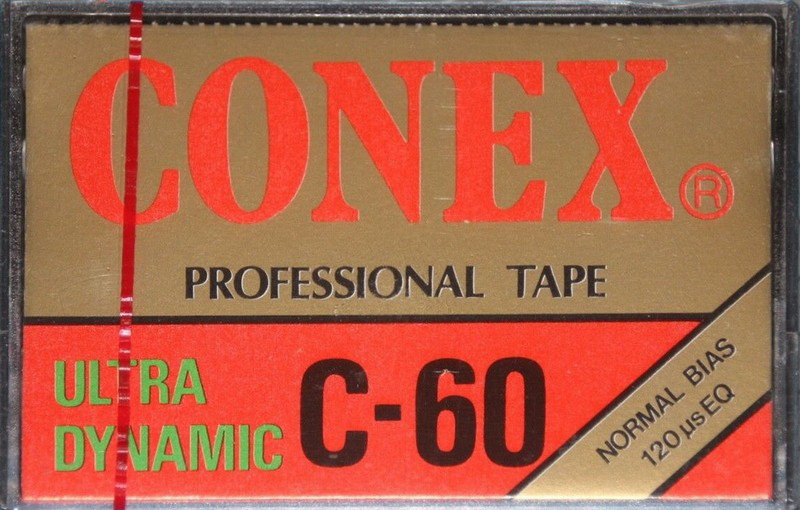 CONEX®
PROFESSIONAL TAPE
ULTRA
DYNAMIC
C-60
NORMAL BIAS
120 µs EQ